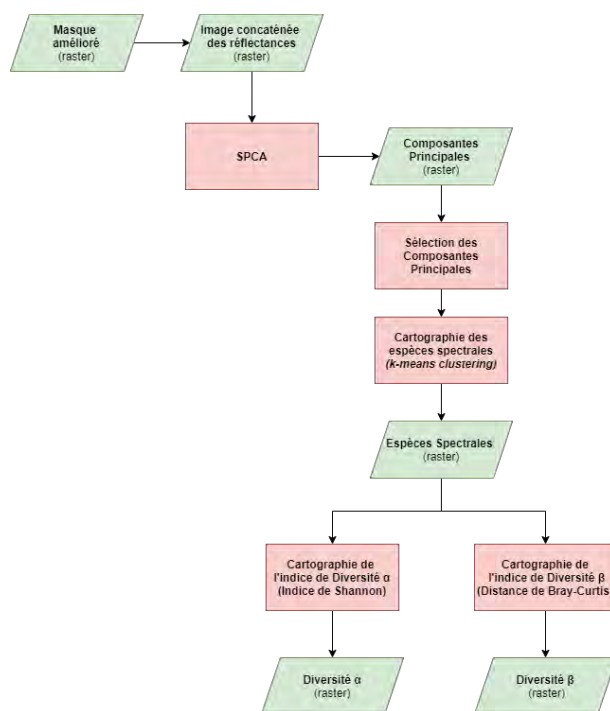 Masque
amélioré
(raster)
Image concaténée
des réflectances
(raster)
SPCA
Composantes
Principales
(raster)
Sélection des
Composantes
Principales
Cartographie des
espèces spectrales
(k-means clustering)
Espèces Spectrales
(raster)
Cartographie de
l'indice de Diversité α
(Indice de Shannon)
Cartographie de
l'indice de Diversité β
(Distance de Bray-Curtis
Diversité α
(raster)
Diversité β
(raster)